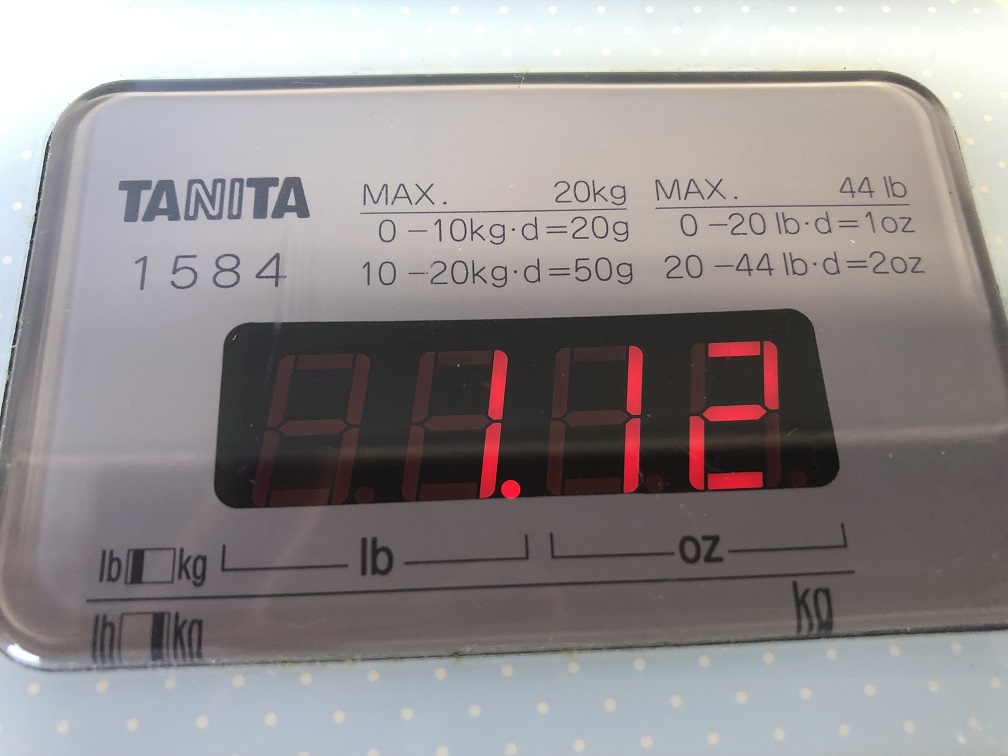 TANITA
1584
MAX. 20kg
0-10kg·d=20g
10-20kg·d=50g
MAX. 44 lb
0-20 lb·d=1oz
20-44 lb·d=2oz
1.12
lb kg lb oz
lb kg kg